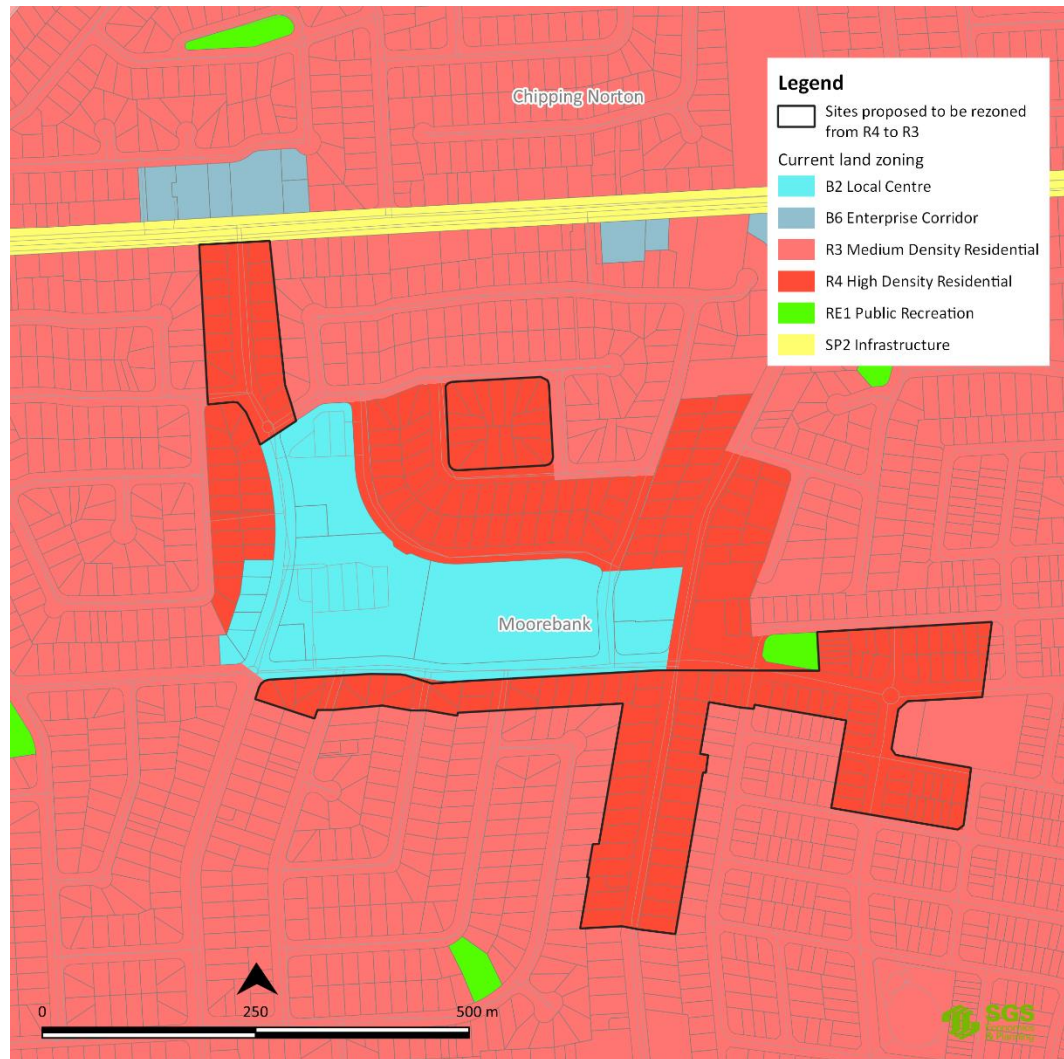 Chipping Norton
Legend
Sites proposed to be rezoned
from R4 to R3
Current land zoning
B2 Local Centre
B6 Enterprise Corridor
R3 Medium Density Residential
R4 High Density Residential
RE1 Public Recreation
SP2 Infrastructure
Moorebank
0 250 500 m
SGS